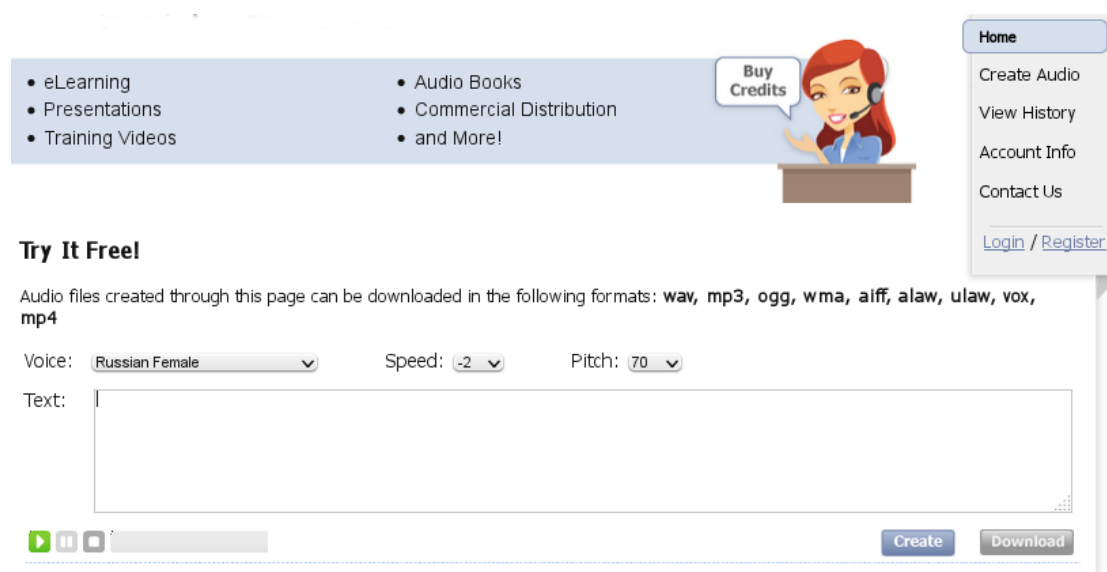 • eLearning
• Presentations
• Training Videos
• Audio Books
• Commercial Distribution
• and More!
Buy
Credits
Home
Create Audio
View History
Account Info
Contact Us
Login / Register
Try It Free!
Audio files created through this page can be downloaded in the following formats: wav, mp3, ogg, wma, aiff, alaw, ulaw, vox,
mp4
Voice: Russian Female Speed: -2 Pitch: 70
Text:
Create Download